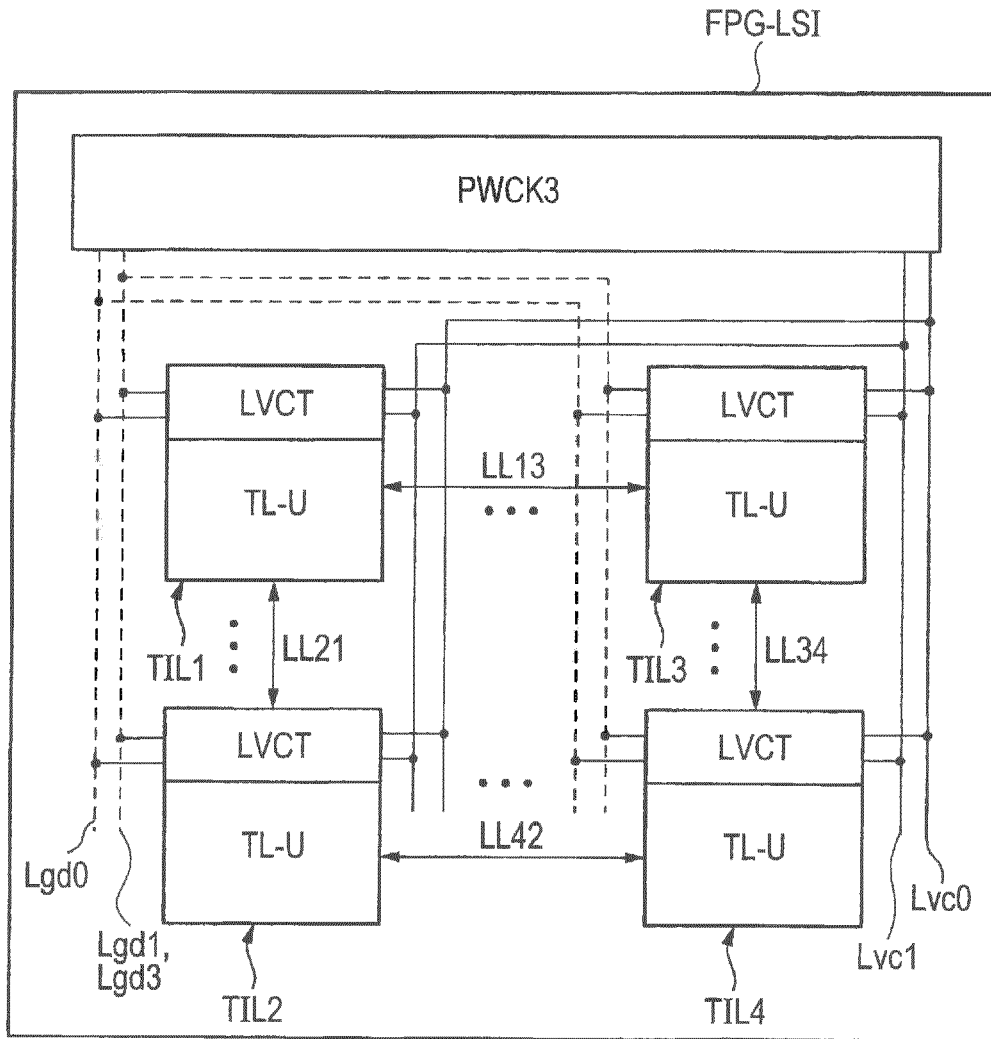 FPG-LSI
PWCK3
LVCT
TL-U
LVCT
TL-U
LL13
TIL1
LL21
TIL3
LL34
LVCT
TL-U
LVCT
TL-U
LL42
Lgd0
Lgd1,
Lgd3
TIL2
TIL4
Lvc1
Lvc0